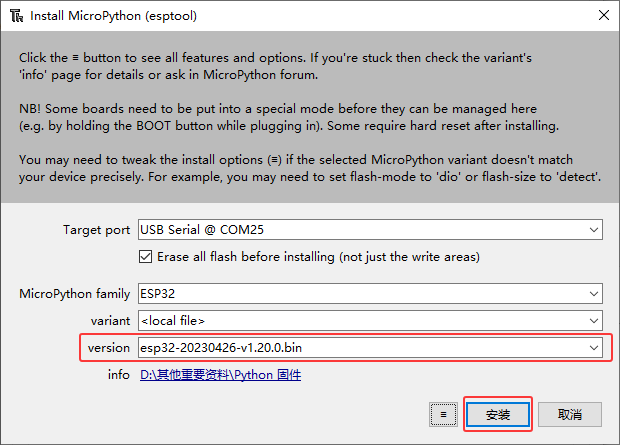 Install MicroPython (esptool)
Click the ≡ button to see all features and options. If you're stuck then check the variant's
'info' page for details or ask in MicroPython forum.
NB! Some boards need to be put into a special mode before they can be managed here
(e.g. by holding the BOOT button while plugging in). Some require hard reset after installing.
You may need to tweak the install options (≡) if the selected MicroPython variant doesn't match
your device precisely. For example, you may need to set flash-mode to 'dio' or flash-size to 'detect'.
Target port USB Serial @ COM25
Erase all flash before installing (not just the write areas)
MicroPython family ESP32
variant <local file>
version esp32-20230426-v1.20.0.bin
info D:\其他重要资料\Python 固件
≡ 安装 取消